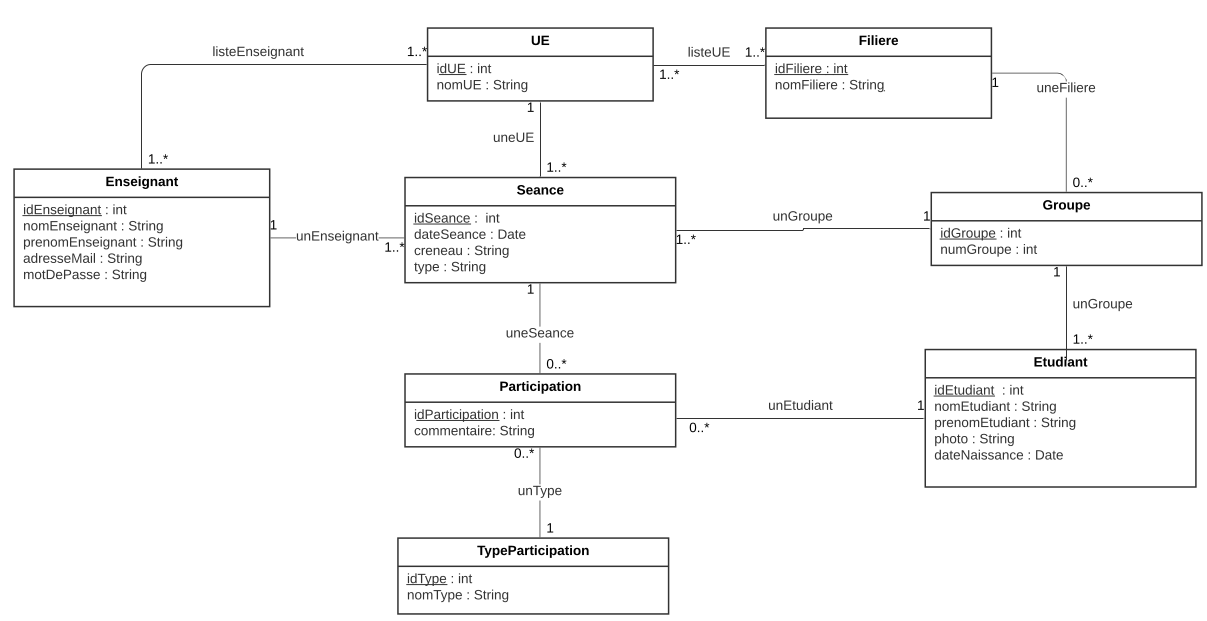 listeEnseignant
1..*
UE
idUE : int
nomUE : String
listeUE
1..*
1..*
Filiere
idFiliere : int
nomFiliere : String
1
uneFiliere
1
uneUE
1..*
1..*
0..*
Enseignant
idEnseignant : int
nomEnseignant : String
prenomEnseignant : String
adresseMail : String
motDePasse : String
1
unEnseignant
1..*
Seance
idSeance : int
dateSeance : Date
creneau : String
type : String
1..*
unGroupe
1
Groupe
idGroupe : int
numGroupe : int
1
unGroupe
1..*
1
uneSeance
0..*
Participation
idParticipation : int
commentaire: String
0..*
unEtudiant
1
Etudiant
idEtudiant : int
nomEtudiant : String
prenomEtudiant : String
photo : String
dateNaissance : Date
0..*
unType
1
TypeParticipation
idType : int
nomType : String